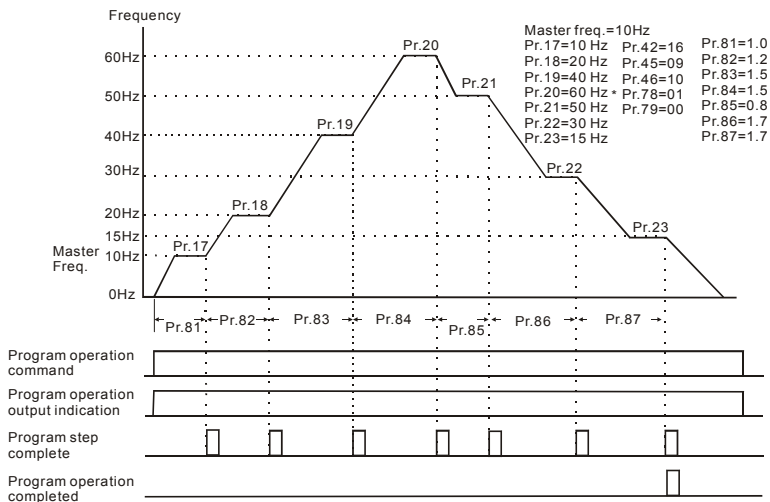 Frequency
Master freq.=10Hz
Pr.17=10 Hz Pr.42=16 Pr.81=1.0
Pr.18=20 Hz Pr.45=09 Pr.82=1.2
Pr.19=40 Hz Pr.46=10 Pr.83=1.5
Pr.20=60 Hz * Pr.78=01 Pr.84=1.5
Pr.21=50 Hz Pr.79=00 Pr.85=0.8
Pr.22=30 Hz Pr.86=1.7
Pr.23=15 Hz Pr.87=1.7
60Hz
50Hz
40Hz
30Hz
20Hz
15Hz
Master
Freq.
10Hz
0Hz
Pr.17
Pr.18
Pr.19
Pr.20
Pr.21
Pr.22
Pr.23
Pr.81
Pr.82
Pr.83
Pr.84
Pr.85
Pr.86
Pr.87
Program operation
command
Program operation
output indication
Program step
complete
Program operation
completed